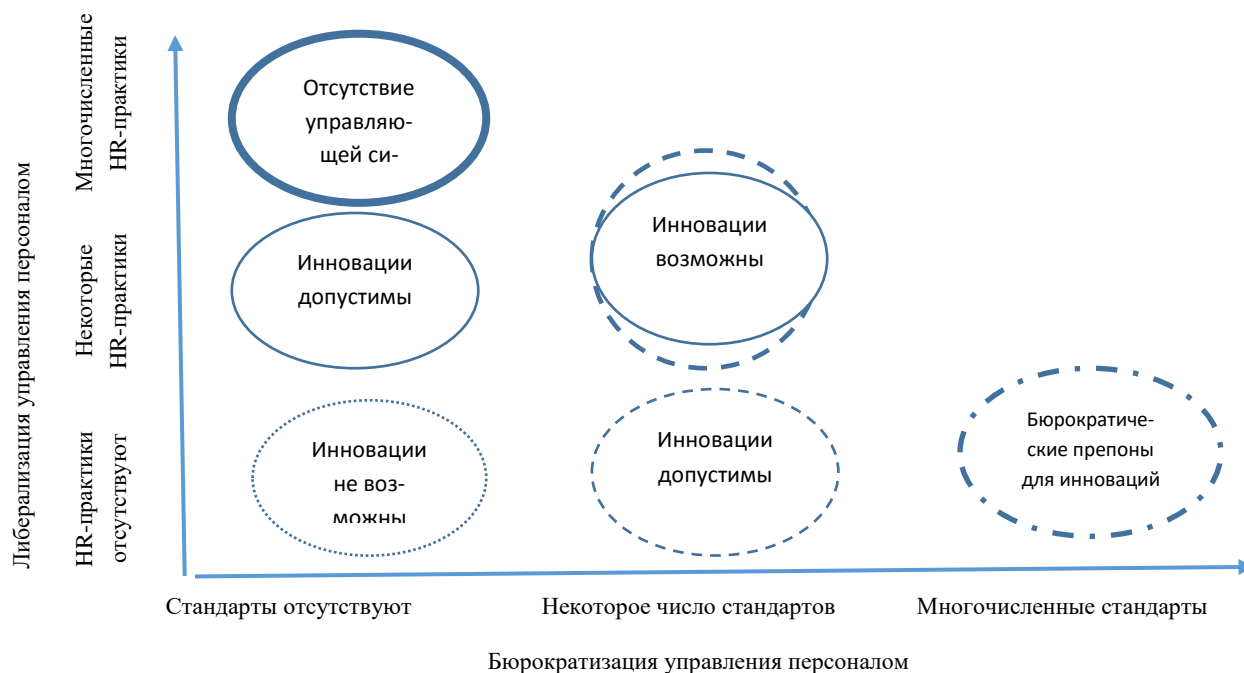 Либерализация управления персоналом
Многочисленные
HR-практики
Некоторые
HR-практики
HR-практики
отсутствуют
Отсутствие
управляю-
щей си-
Инновации
допустимы
Инновации
возможны
Инновации
не воз-
можны
Инновации
допустимы
Бюрократиче-
ские препоны
для инноваций
Стандарты отсутствуют
Некоторое число стандартов
Многочисленные стандарты
Бюрократизация управления персоналом